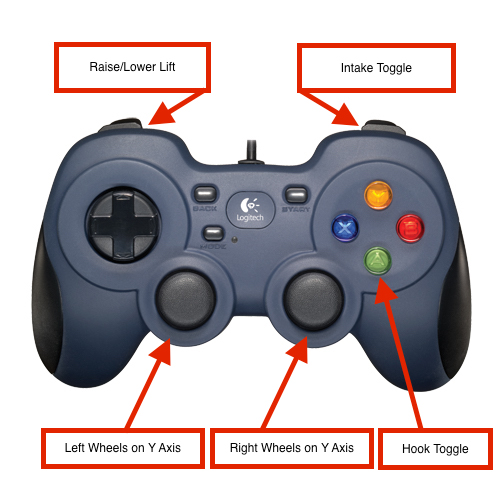 Raise/Lower Lift
Intake Toggle
BACK
START
Logitech
MODE
Y
X
B
A
Left Wheels on Y Axis
Right Wheels on Y Axis
Hook Toggle